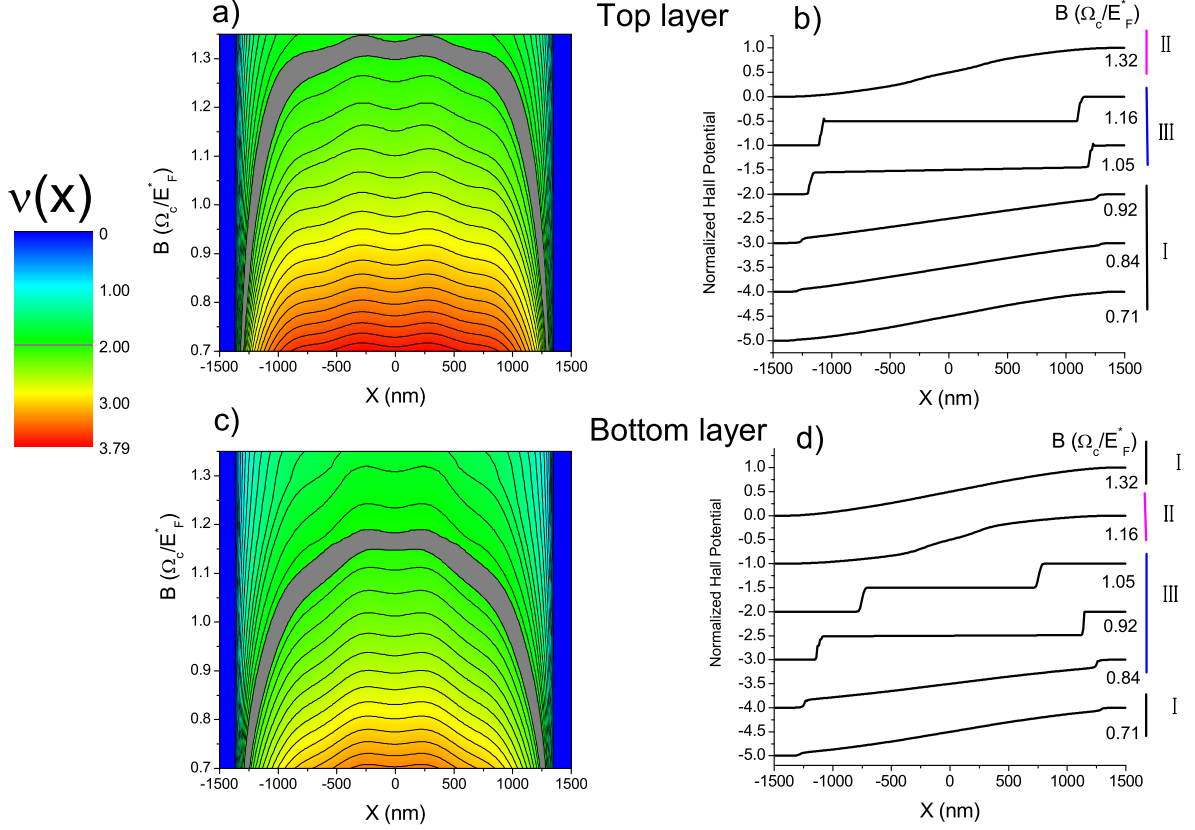 Top layer
a)
1.3
1.2
1.1
1.0
0.9
0.8
0.7
B (Ω_c/E*_F)
-1500 -1000 -500 0 500 1000 1500
X (nm)
b)
B (Ω_c/E*_F)
1.0
0.5
0.0
-0.5
-1.0
-1.5
-2.0
-2.5
-3.0
-3.5
-4.0
-4.5
-5.0
Normalized Hall Potential
1.32
1.16
1.05
0.92
0.84
0.71
II
III
I
-1500 -1000 -500 0 500 1000 1500
X (nm)
ν(x)
0
1.00
2.00
3.00
3.79
Bottom layer
c)
1.3
1.2
1.1
1.0
0.9
0.8
0.7
B (Ω_c/E*_F)
-1500 -1000 -500 0 500 1000 1500
X (nm)
d)
B (Ω_c/E*_F)
1.0
0.5
0.0
-0.5
-1.0
-1.5
-2.0
-2.5
-3.0
-3.5
-4.0
-4.5
-5.0
Normalized Hall Potential
1.32
1.16
1.05
0.92
0.84
0.71
I
II
III
I
-1500 -1000 -500 0 500 1000 1500
X (nm)